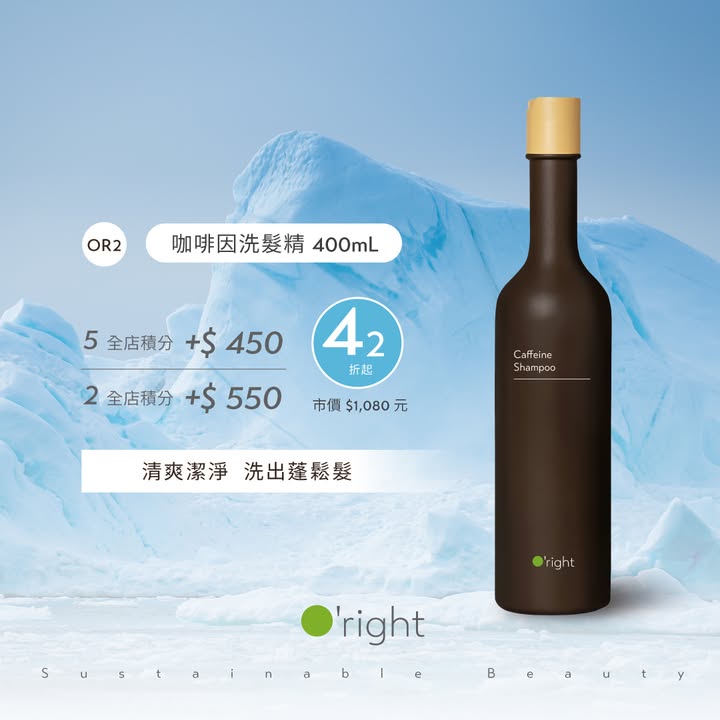 OR2
咖啡因洗髮精 400mL
5 全店積分 +$ 450
2 全店積分 +$ 550
42
折起
市價 $1,080 元
清爽潔淨 洗出蓬鬆髮
Caffeine
Shampoo
O'right
O'right
Sustainable Beauty